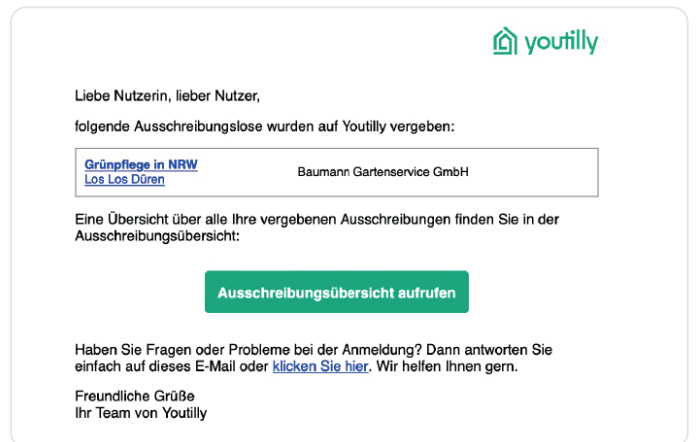 youtilly
Liebe Nutzerin, lieber Nutzer,
folgende Ausschreibungslose wurden auf Youtilly vergeben:
Grünpflege in NRW
Los Los Düren
Baumann Gartenservice GmbH
Eine Übersicht über alle Ihre vergebenen Ausschreibungen finden Sie in der
Ausschreibungsübersicht:
Ausschreibungsübersicht aufrufen
Haben Sie Fragen oder Probleme bei der Anmeldung? Dann antworten Sie
einfach auf dieses E-Mail oder klicken Sie hier. Wir helfen Ihnen gern.
Freundliche Grüße
Ihr Team von Youtilly